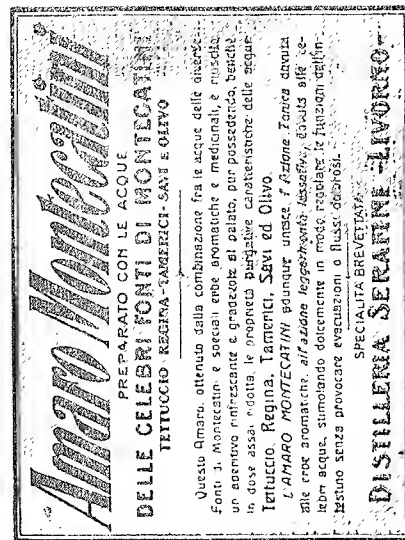 Amaro Montecatini
PREPARATO CON LE ACQUE
DELLE CELEBRI FONTI DI MONTECATINI
TETTUCCIO-REGINA-TAMERICI-SAVI E OLIVO
Questo Amaro, ottenuto dalla combinazione fra le acque delle diverse
Fonti di Montecatini e speciali erbe aromatiche e medicinali, è riuscito
un aperitivo rinfrescante e gradevole al palato, pur possedendo, benchè
in dose assai ridotta, le proprietà purgative caratteristiche delle acque
Tettuccio, Regina, Tamerici, Savi ed Olivo.
L'AMARO MONTECATINI adunque unisce l'Azione Tonica dovuta
alle erbe aromatiche, all'azione leggermente lassativa, dovuta alle ce-
lebri acque, stimolando dolcemente in modo regolare le funzioni dell'in-
testino senza provocare evacuazioni o flussi
SPECIALITÀ BREVETTATA
DISTILLERIA SERAFINE-LIVORNO